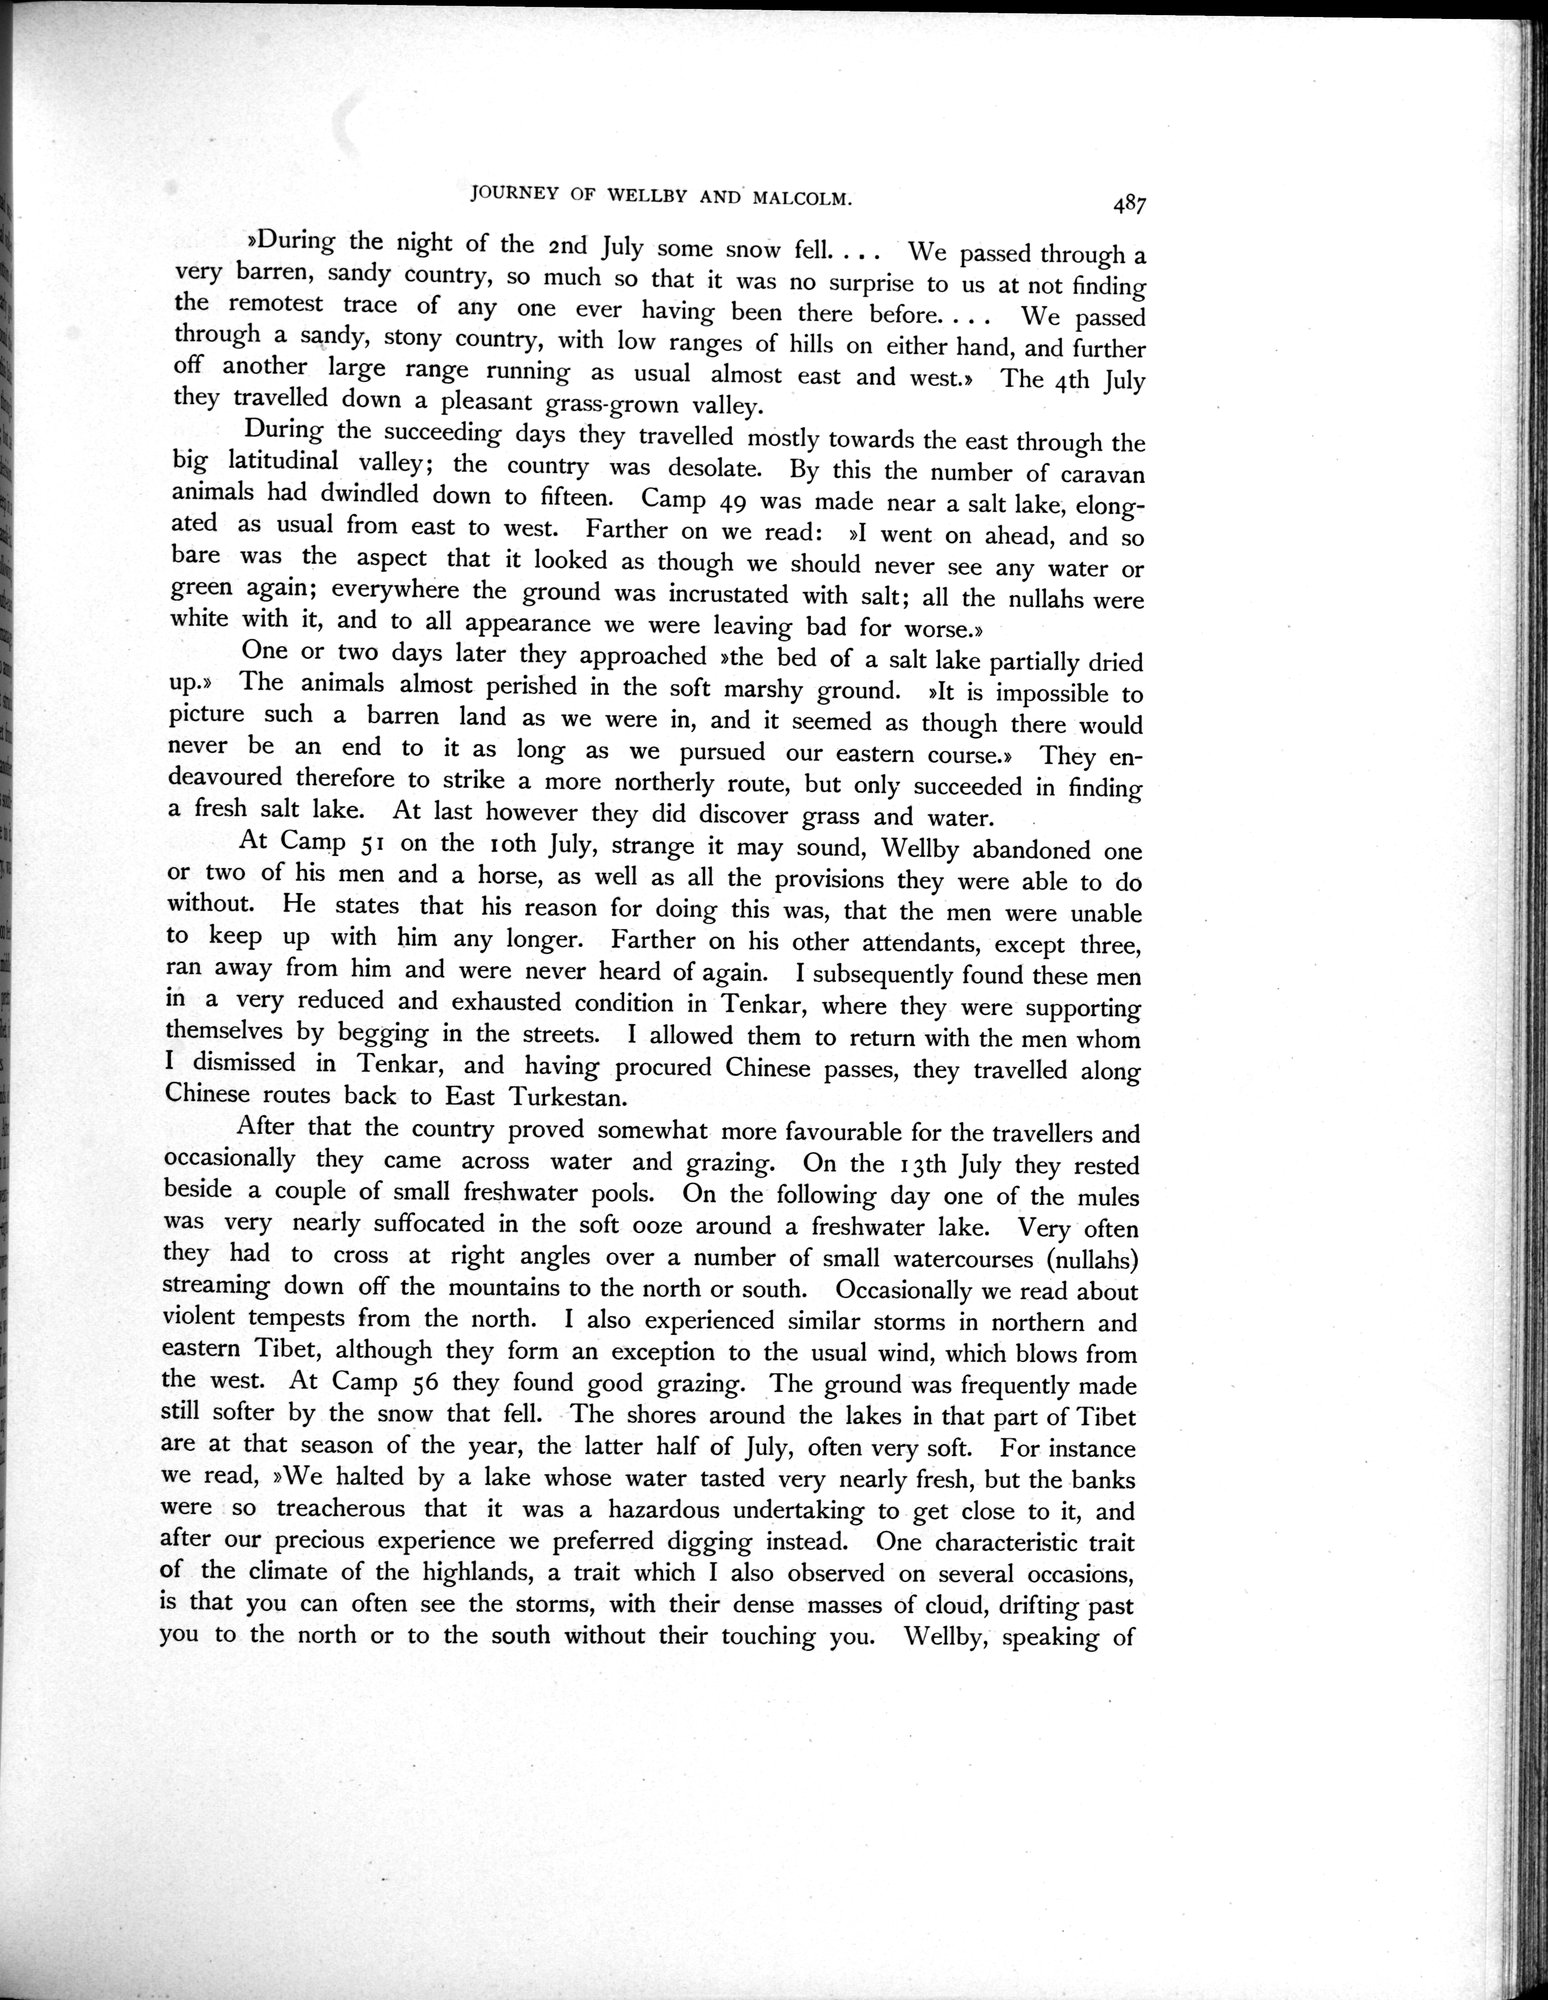 JOURNEY OF WELLBY AND MALCOLM.
487
»During the night of the 2nd July some snow fell. . . . We passed through a
very barren, sandy country, so much so that it was no surprise to us at not finding
the remotest trace of any one ever having been there before. . . . We passed
through a sandy, stony country, with low ranges of hills on either hand, and further
off another large range running as usual almost east and west.» The 4th July
they travelled down a pleasant grass-grown valley.
During the succeeding days they travelled mostly towards the east through the
big latitudinal valley; the country was desolate. By this the number of caravan
animals had dwindled down to fifteen. Camp 49 was made near a salt lake, elong-
ated as usual from east to west. Farther on we read: »I went on ahead, and so
bare was the aspect that it looked as though we should never see any water or
green again; everywhere the ground was incrustated with salt; all the nullahs were
white with it, and to all appearance we were leaving bad for worse.»
One or two days later they approached »the bed of a salt lake partially dried
up.» The animals almost perished in the soft marshy ground. »It is impossible to
picture such a barren land as we were in, and it seemed as though there would
never be an end to it as long as we pursued our eastern course.» They en-
deavoured therefore to strike a more northerly route, but only succeeded in finding
a fresh salt lake. At last however they did discover grass and water.
At Camp 51 on the 10th July, strange it may sound, Wellby abandoned one
or two of his men and a horse, as well as all the provisions they were able to do
without. He states that his reason for doing this was, that the men were unable
to keep up with him any longer. Farther on his other attendants, except three,
ran away from him and were never heard of again. I subsequently found these men
in a very reduced and exhausted condition in Tenkar, where they were supporting
themselves by begging in the streets. I allowed them to return with the men whom
I dismissed in Tenkar, and having procured Chinese passes, they travelled along
Chinese routes back to East Turkestan.
After that the country proved somewhat more favourable for the travellers and
occasionally they came across water and grazing. On the 13th July they rested
beside a couple of small freshwater pools. On the following day one of the mules
was very nearly suffocated in the soft ooze around a freshwater lake. Very often
they had to cross at right angles over a number of small watercourses (nullahs)
streaming down off the mountains to the north or south. Occasionally we read about
violent tempests from the north. I also experienced similar storms in northern and
eastern Tibet, although they form an exception to the usual wind, which blows from
the west. At Camp 56 they found good grazing. The ground was frequently made
still softer by the snow that fell. The shores around the lakes in that part of Tibet
are at that season of the year, the latter half of July, often very soft. For instance
we read, »We halted by a lake whose water tasted very nearly fresh, but the banks
were so treacherous that it was a hazardous undertaking to get close to it, and
after our precious experience we preferred digging instead. One characteristic trait
of the climate of the highlands, a trait which I also observed on several occasions,
is that you can often see the storms, with their dense masses of cloud, drifting past
you to the north or to the south without their touching you. Wellby, speaking of